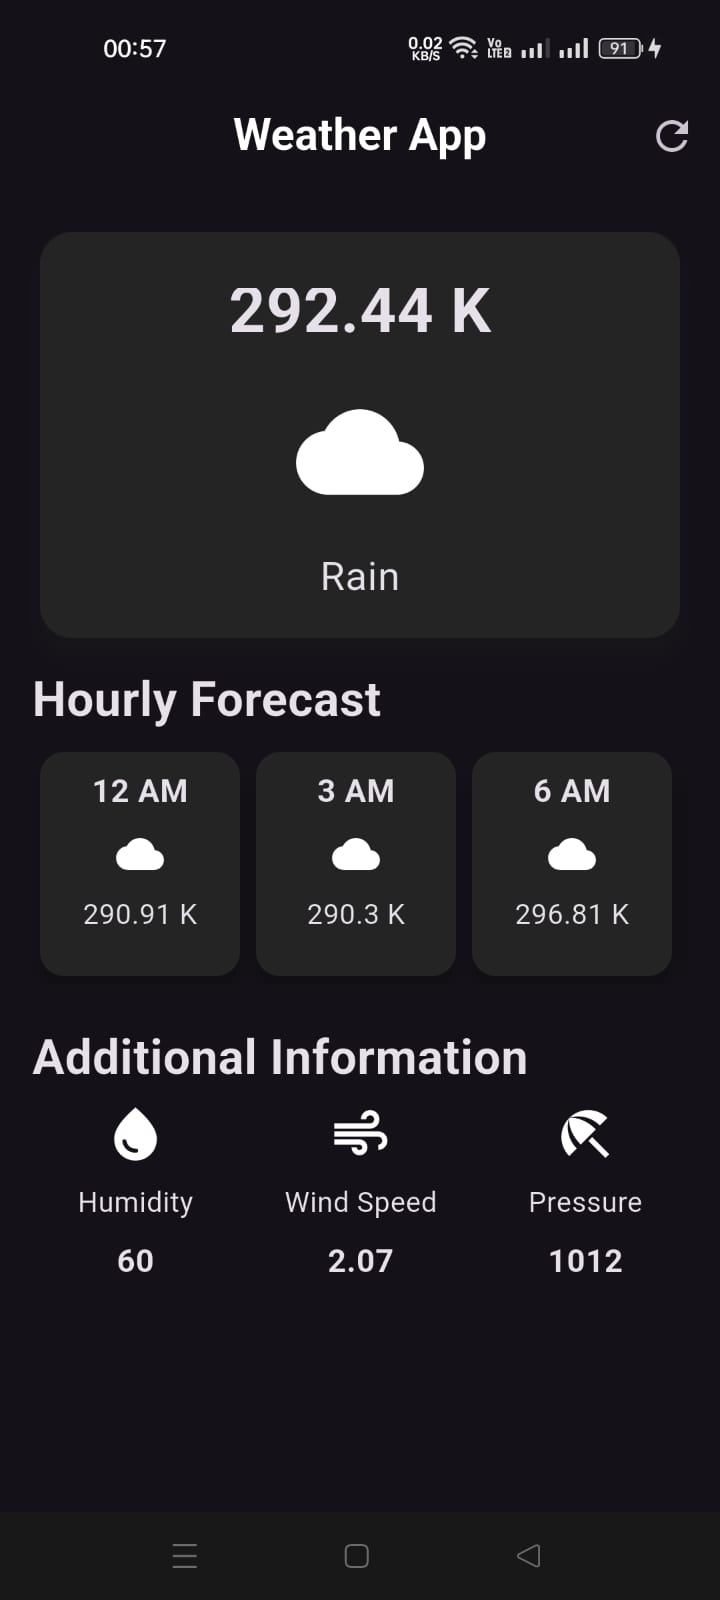 00:57 0.02 KB/S Vo LTE2 91
Weather App
292.44 K
Rain
Hourly Forecast
12 AM 3 AM 6 AM
290.91 K 290.3 K 296.81 K
Additional Information
Humidity Wind Speed Pressure
60 2.07 1012